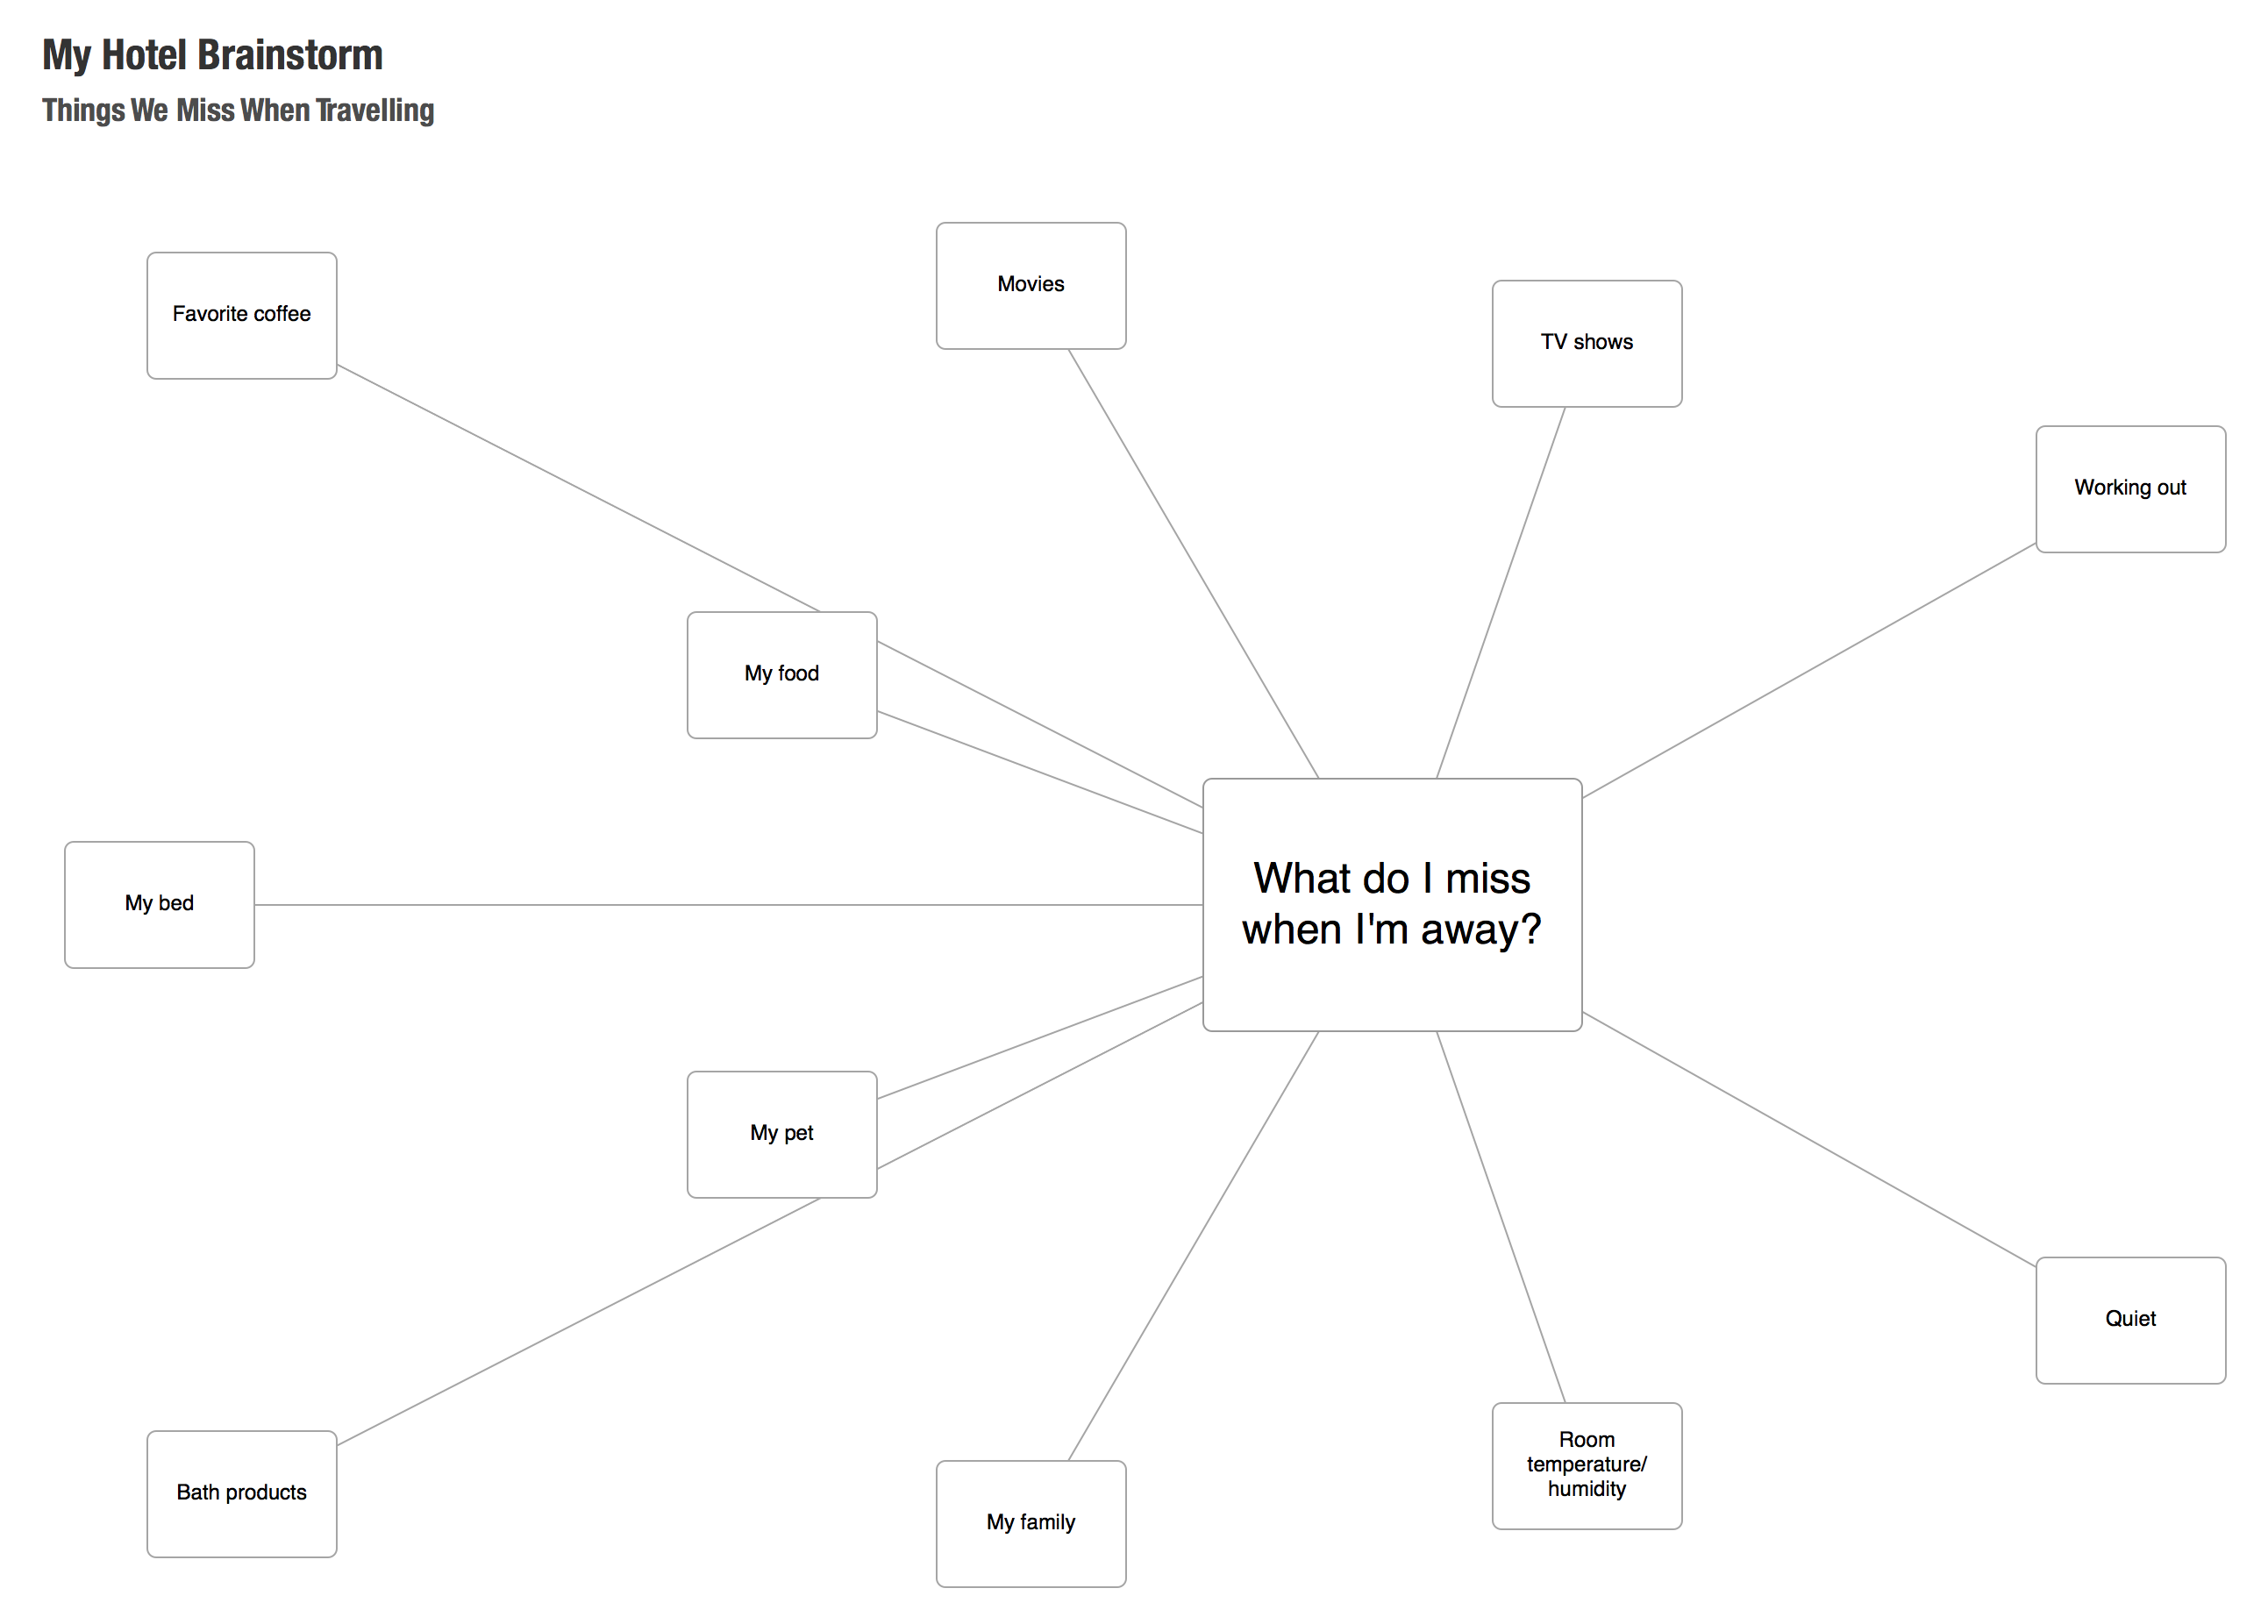 My Hotel Brainstorm
Things We Miss When Travelling
Movies
Favorite coffee
TV shows
Working out
My food
What do I miss
when I'm away?
My bed
My pet
Quiet
Room
temperature/
humidity
Bath products
My family